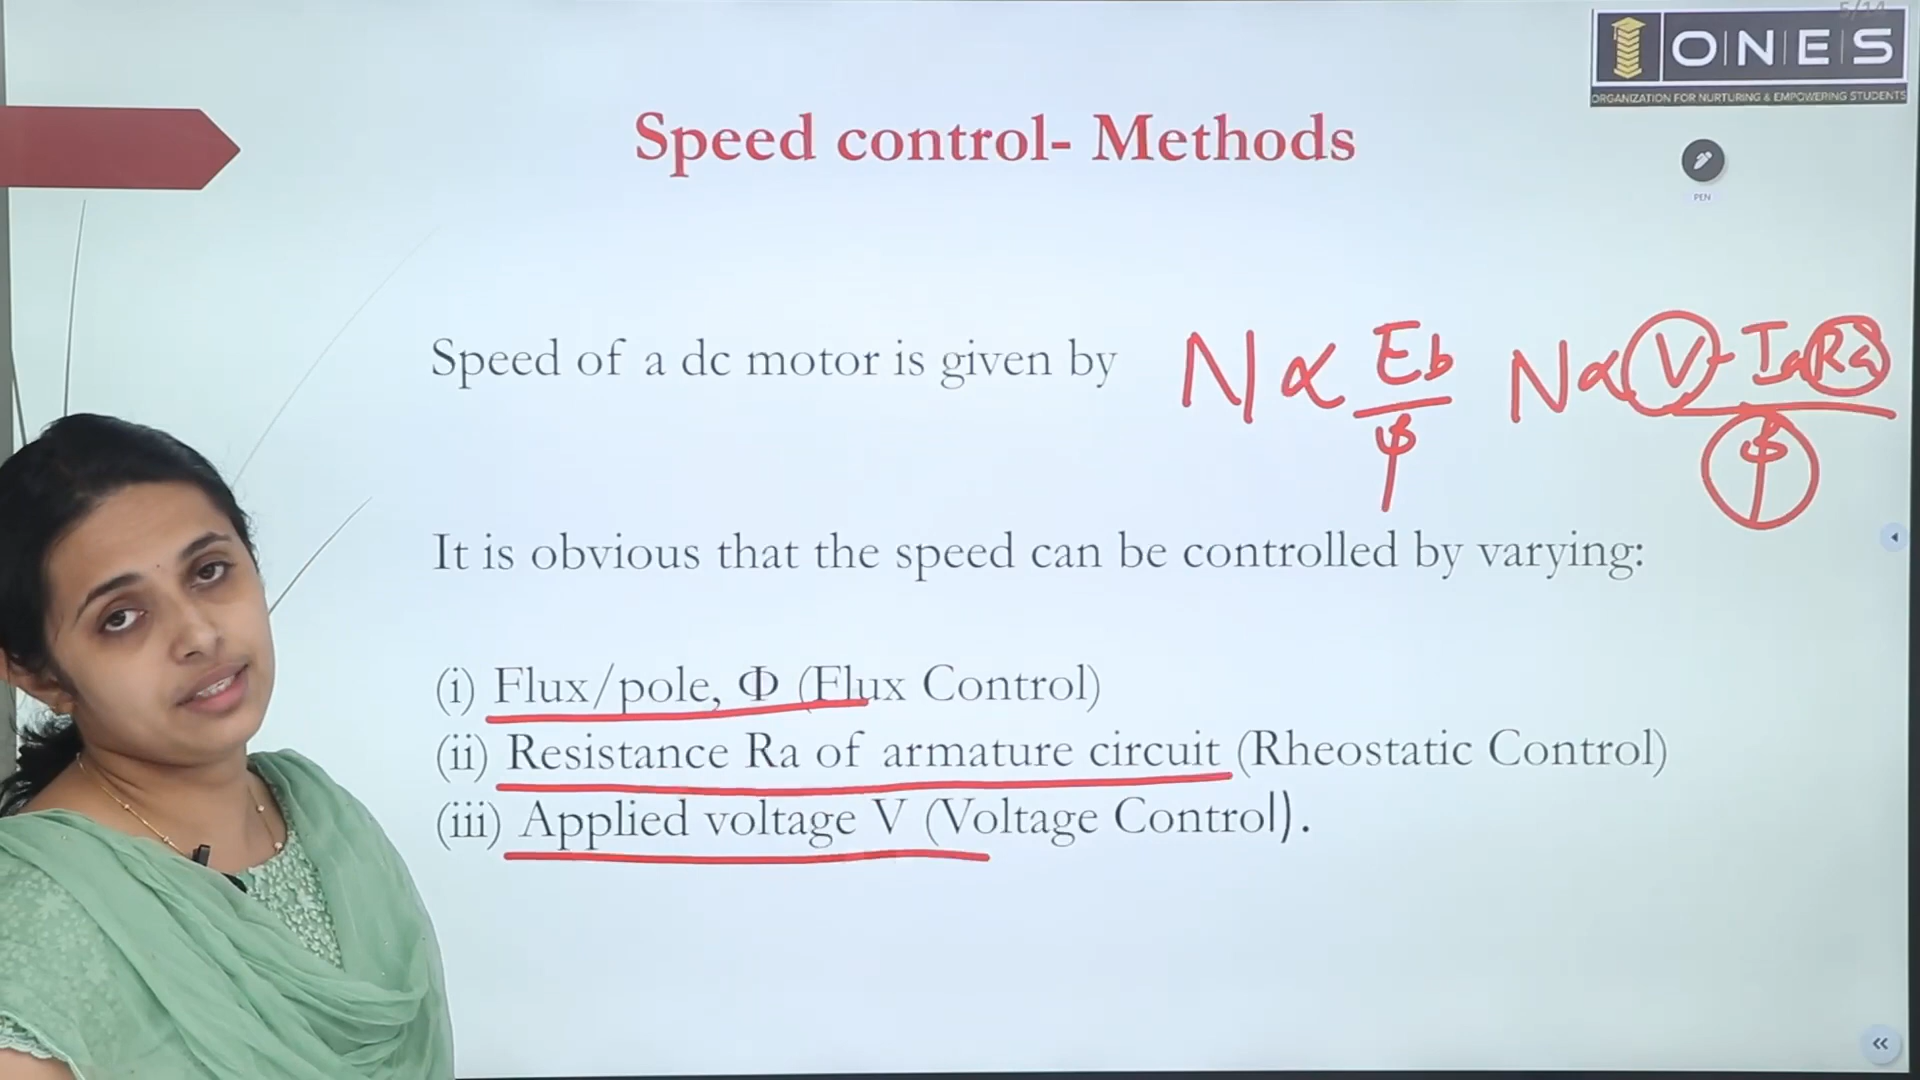 5/14
ONES
ORGANIZATION FOR NURTURING & EMPOWERING STUDENTS
Speed control- Methods
PEN
Speed of a dc motor is given by N ∝ Eb/φ N ∝ V - IaRa/φ
It is obvious that the speed can be controlled by varying:
(i) Flux/pole, Φ (Flux Control)
(ii) Resistance Ra of armature circuit (Rheostatic Control)
(iii) Applied voltage V (Voltage Control).